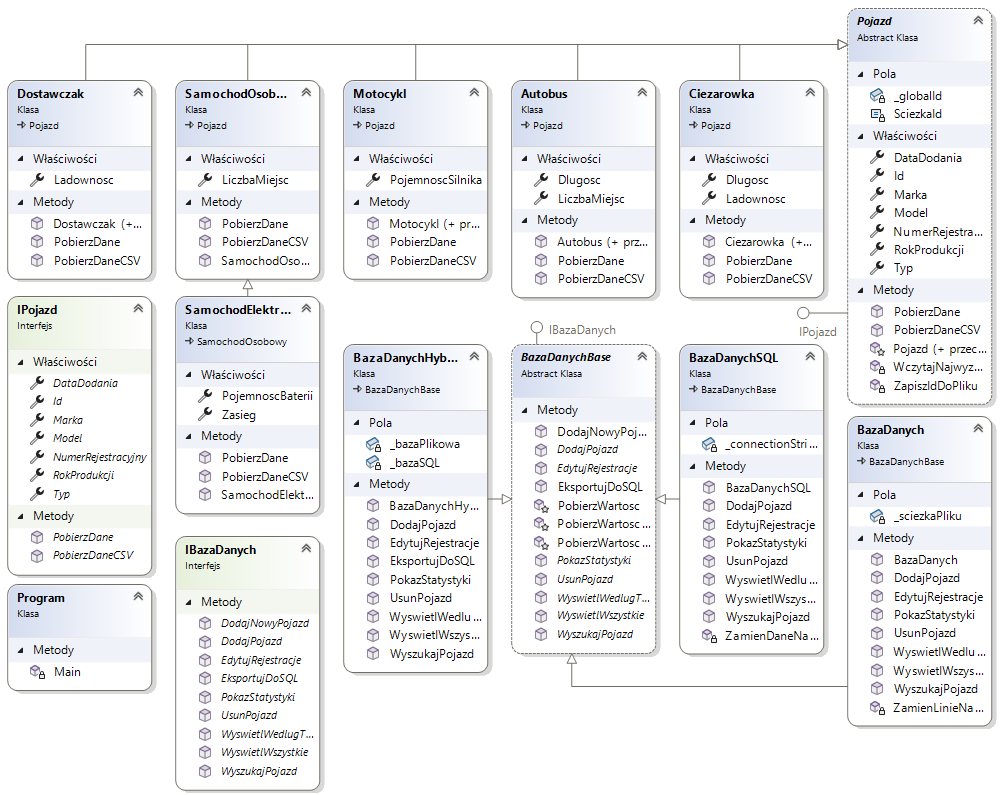 Pojazd
Abstract Klasa
Pola
_globalId
SciezkaId
Właściwości
DataDodania
Id
Marka
Model
NumerRejestra...
RokProdukcji
Typ
Metody
PobierzDane
PobierzDaneCSV
Pojazd (+ przec...
WczytajNajwyz...
ZapiszIdDoPliku
IPojazd
Dostawczak
Klasa
Pojazd
Właściwości
Ladownosc
Metody
Dostawczak (+...
PobierzDane
PobierzDaneCSV
SamochodOsob...
Klasa
Pojazd
Właściwości
LiczbaMiejsc
Metody
PobierzDane
PobierzDaneCSV
SamochodOso...
Motocykl
Klasa
Pojazd
Właściwości
PojemnoscSilnika
Metody
Motocykl (+ pr...
PobierzDane
PobierzDaneCSV
Autobus
Klasa
Pojazd
Właściwości
Dlugosc
LiczbaMiejsc
Metody
Autobus (+ prz...
PobierzDane
PobierzDaneCSV
Ciezarowka
Klasa
Pojazd
Właściwości
Dlugosc
Ladownosc
Metody
Ciezarowka (+...
PobierzDane
PobierzDaneCSV
IPojazd
Interfejs
Właściwości
DataDodania
Id
Marka
Model
NumerRejestracyjny
RokProdukcji
Typ
Metody
PobierzDane
PobierzDaneCSV
SamochodElektr...
Klasa
SamochodOsobowy
Właściwości
PojemnoscBaterii
Zasieg
Metody
PobierzDane
PobierzDaneCSV
SamochodElekt...
BazaDanychHyb...
Klasa
BazaDanychBase
Pola
_bazaPlikowa
_bazaSQL
Metody
BazaDanychHy...
DodajPojazd
EdytujRejestracje
EksportujDoSQL
PokazStatystyki
UsunPojazd
WyswietlWedlu...
WyswietlWszys...
WyszukajPojazd
IBazaDanych
BazaDanychBase
Abstract Klasa
Metody
DodajNowyPoj...
DodajPojazd
EdytujRejestracje
EksportujDoSQL
PobierzWartosc
PobierzWartosc...
PobierzWartosc...
PokazStatystyki
UsunPojazd
WyswietlWedlugT...
WyswietlWszystkie
WyszukajPojazd
BazaDanychSQL
Klasa
BazaDanychBase
Pola
_connectionStri...
Metody
BazaDanychSQL
DodajPojazd
EdytujRejestracje
PokazStatystyki
UsunPojazd
WyswietlWedlu...
WyswietlWszys...
WyszukajPojazd
ZamienDaneNa...
BazaDanych
Klasa
BazaDanychBase
Pola
_sciezkaPliku
Metody
BazaDanych
DodajPojazd
EdytujRejestracje
PokazStatystyki
UsunPojazd
WyswietlWedlu...
WyswietlWszys...
WyszukajPojazd
ZamienLinieNa...
IBazaDanych
Interfejs
Metody
DodajNowyPojazd
DodajPojazd
EdytujRejestracje
EksportujDoSQL
PokazStatystyki
UsunPojazd
WyswietlWedlugT...
WyswietlWszystkie
WyszukajPojazd
Program
Klasa
Metody
Main